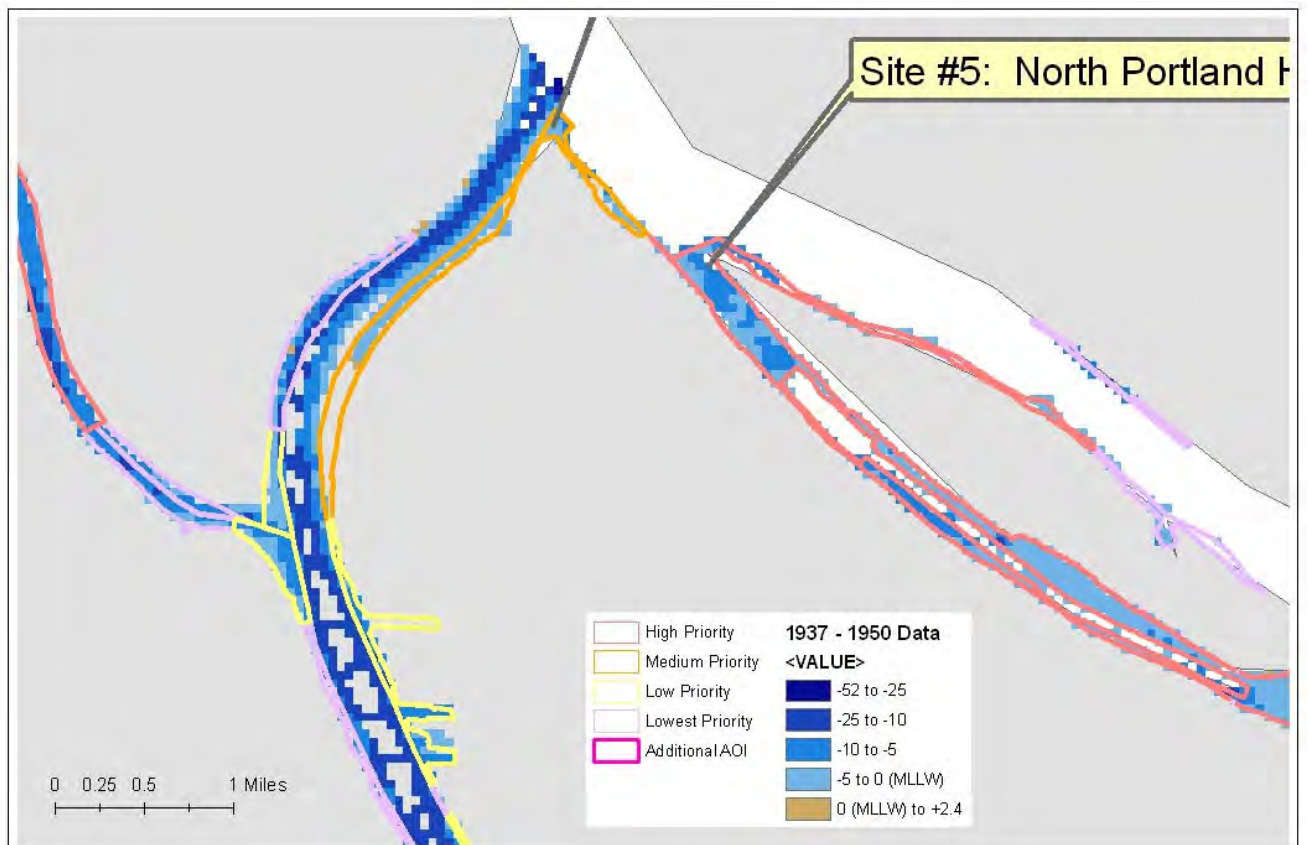 Site #5: North Portland H
High Priority
Medium Priority
Low Priority
Lowest Priority
Additional AOI
1937 - 1950 Data
<VALUE>
-52 to -25
-25 to -10
-10 to -5
-5 to 0 (MLLW)
0 (MLLW) to +2.4
0 0.25 0.5 1 Miles